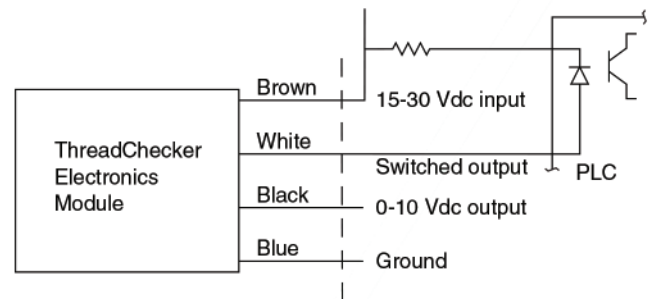 Brown
15-30 Vdc input
White
ThreadChecker
Electronics
Module
Switched output
PLC
Black
0-10 Vdc output
Blue
Ground